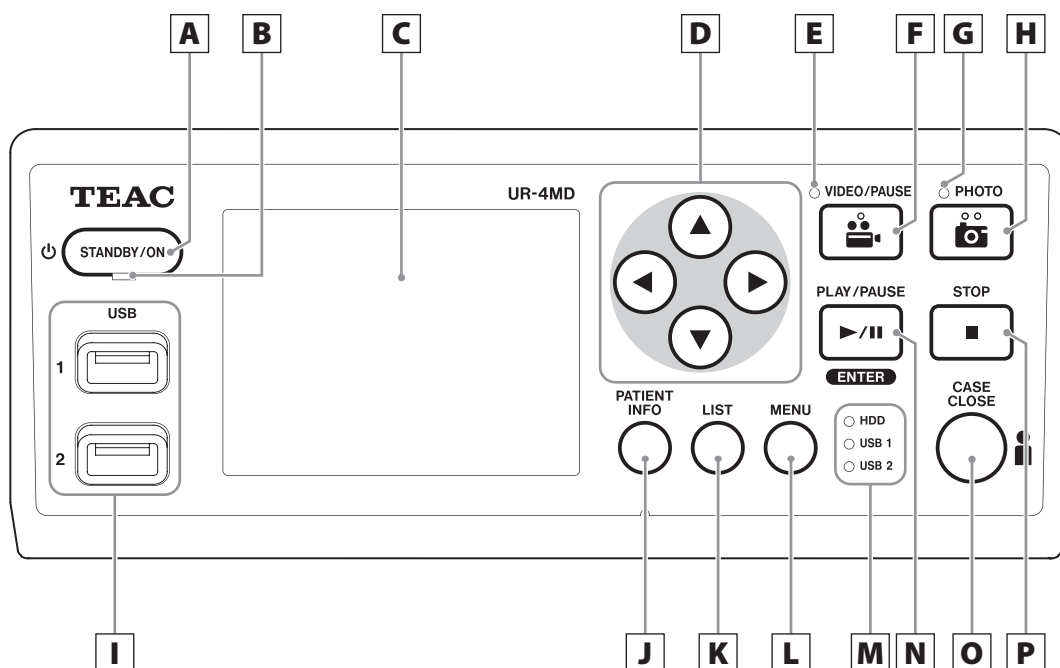 A B C D E F G H
TEAC
UR-4MD
VIDEO/PAUSE
PHOTO
STANDBY/ON
USB
1
2
PLAY/PAUSE
STOP
ENTER
PATIENT
INFO
LIST
MENU
CASE
CLOSE
HDD
USB 1
USB 2
I J K L M N O P